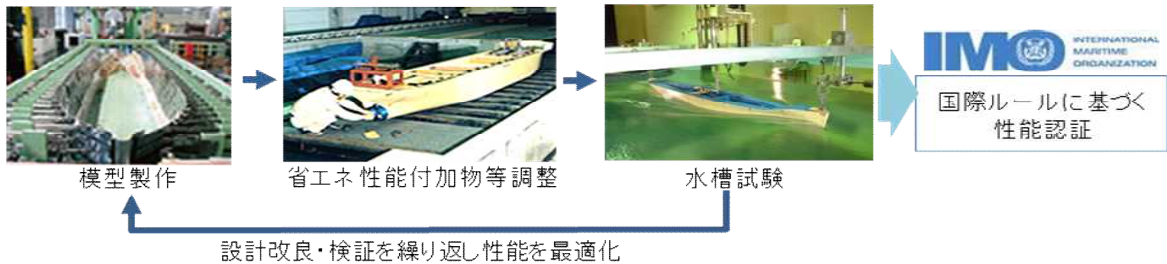 IMO
INTERNATIONAL
MARITIME
ORGANIZATION
国際ルールに基づく
性能認証
模型製作
省エネ性能付加物等調整
水槽試験
設計改良・検証を繰り返し性能を最適化